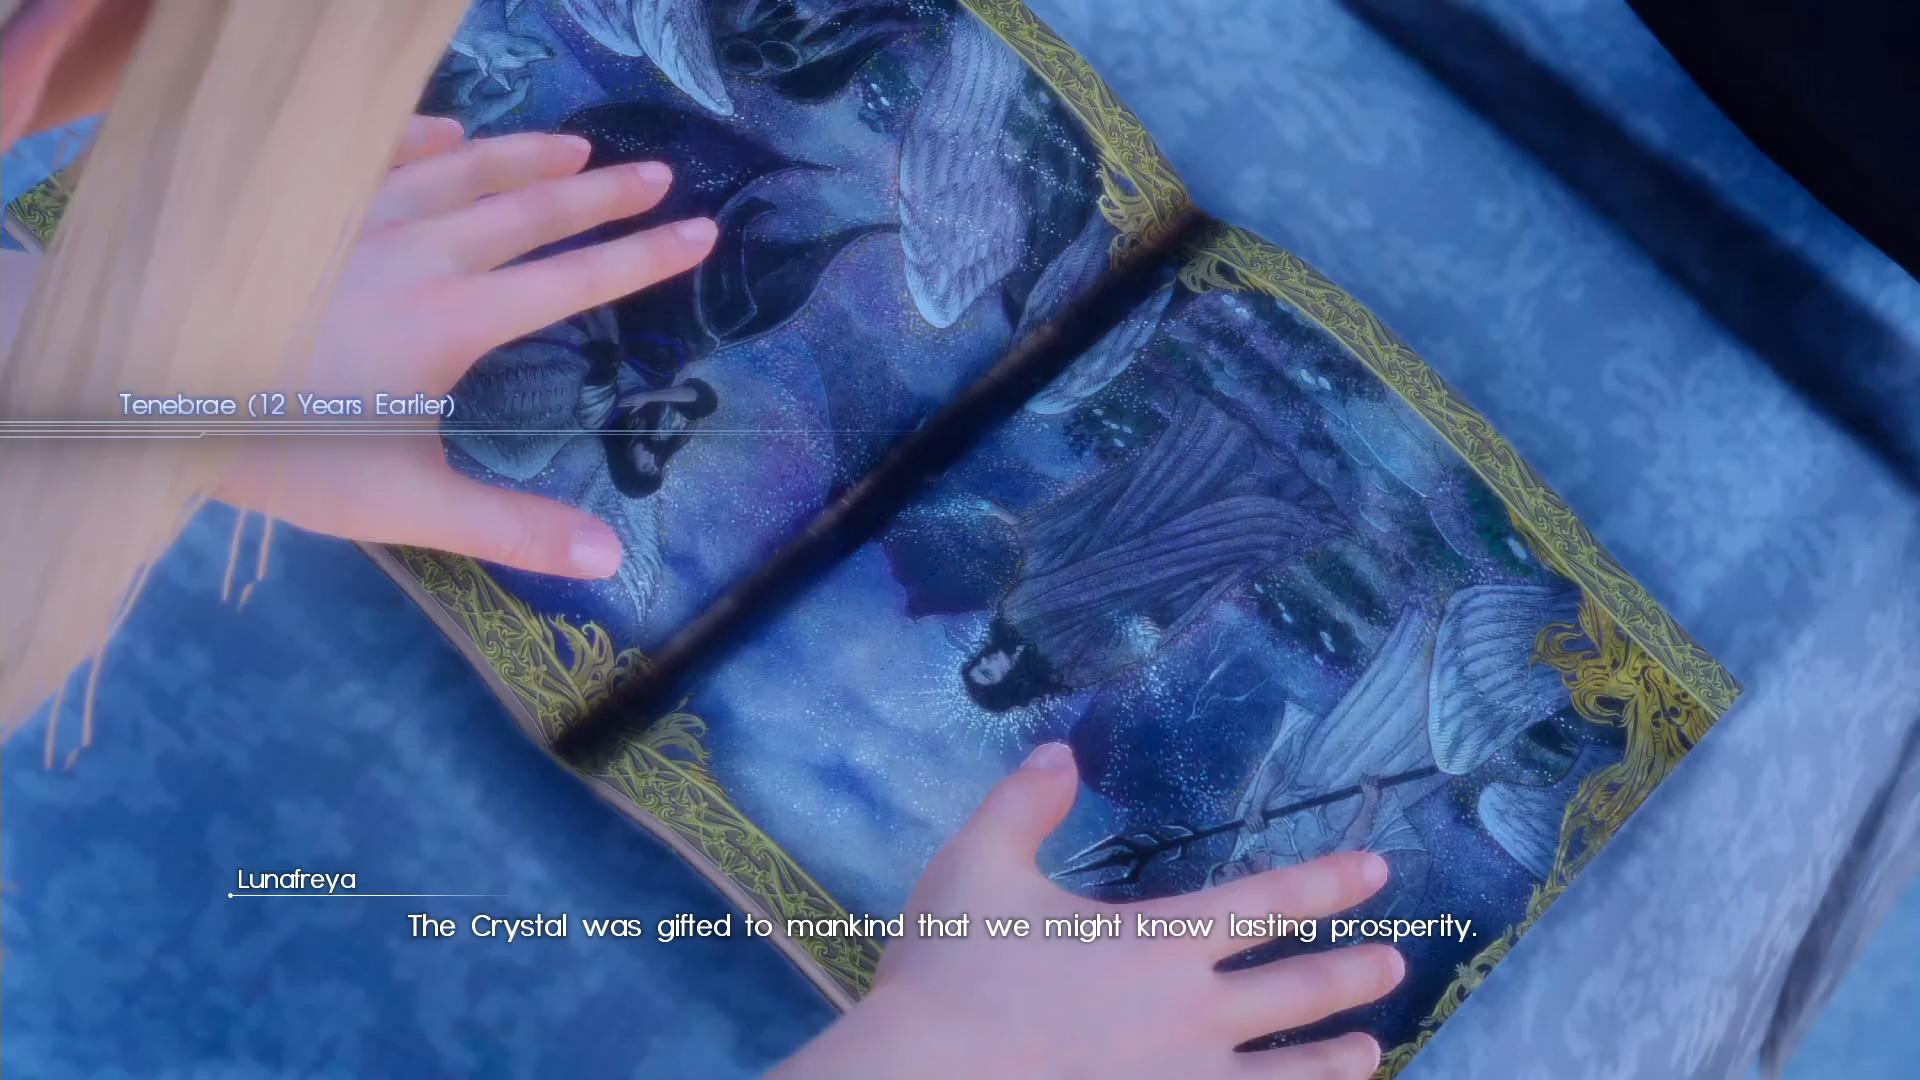 Tenebrae (12 Years Earlier)
Lunafreya
The Crystal was gifted to mankind that we might know lasting prosperity.